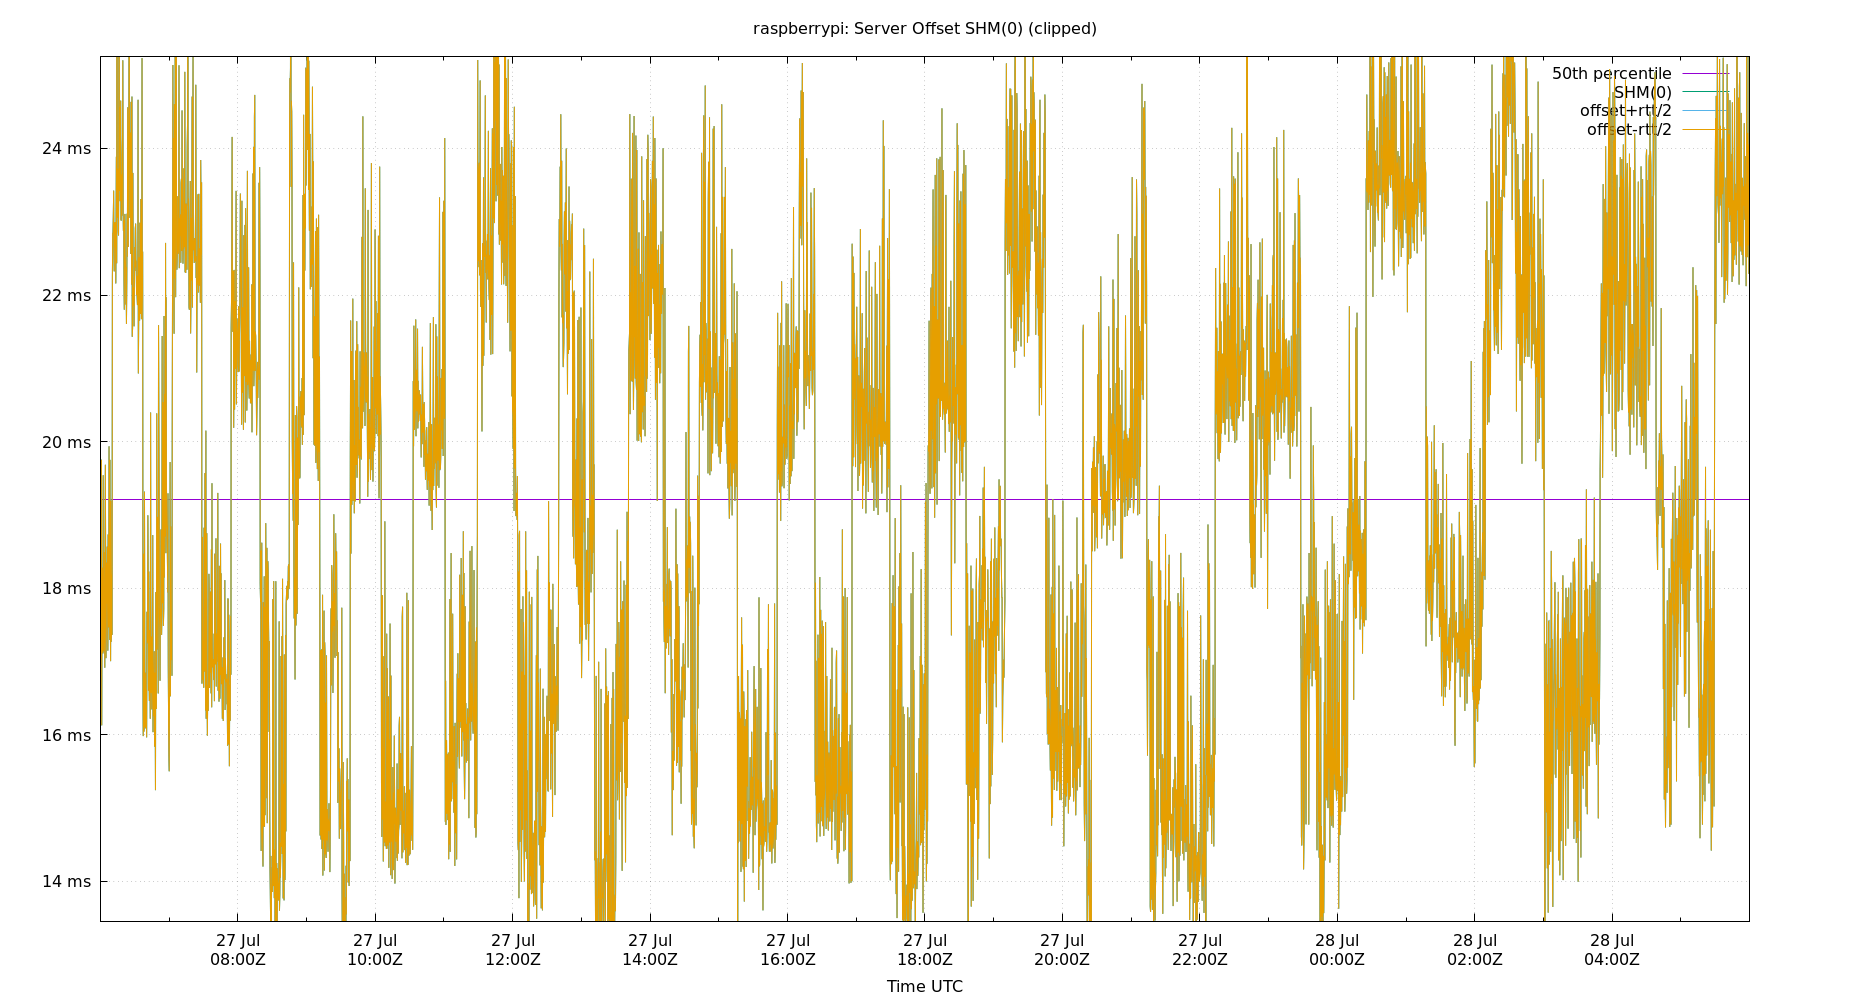 raspberrypi: Server Offset SHM(0) (clipped)
50th percentile
SHM(0)
offset+rtt/2
offset-rtt/2
24 ms
22 ms
20 ms
18 ms
16 ms
14 ms
27 Jul 27 Jul 27 Jul 27 Jul 27 Jul 27 Jul 27 Jul 27 Jul 28 Jul 28 Jul 28 Jul
08:00Z 10:00Z 12:00Z 14:00Z 16:00Z 18:00Z 20:00Z 22:00Z 00:00Z 02:00Z 04:00Z
Time UTC